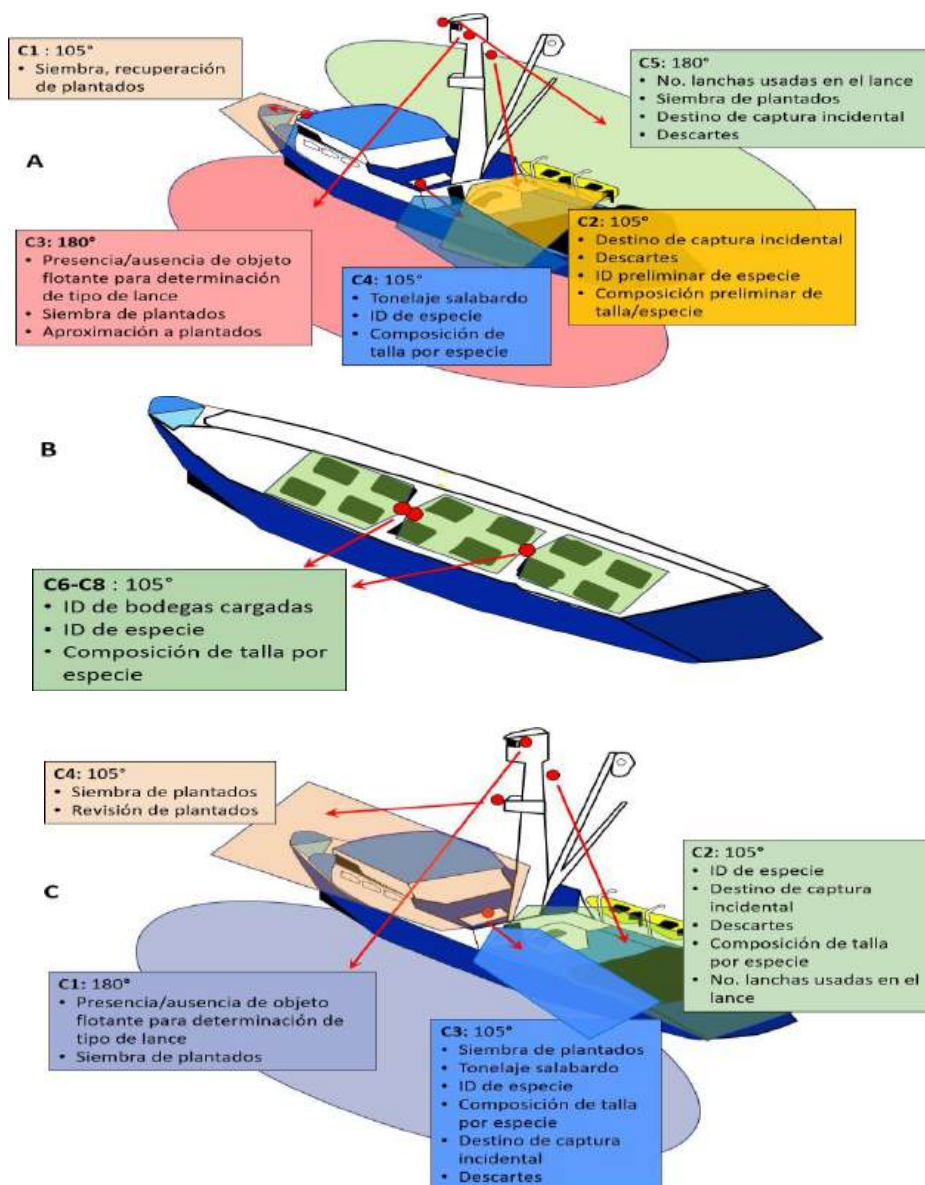 C1 : 105°
• Siembra, recuperación
de plantados
C5: 180°
• No. lanchas usadas en el lance
• Siembra de plantados
• Destino de captura incidental
• Descartes
A
C3: 180°
• Presencia/ausencia de objeto
flotante para determinación
de tipo de lance
• Siembra de plantados
• Aproximación a plantados
C4: 105°
• Tonelaje salabardo
• ID de especie
• Composición de
talla por especie
C2: 105°
• Destino de captura incidental
• Descartes
• ID preliminar de especie
• Composición preliminar de
talla/especie
B
C6-C8 : 105°
• ID de bodegas cargadas
• ID de especie
• Composición de talla por
especie
C4: 105°
• Siembra de plantados
• Revisión de plantados
C
C2: 105°
• ID de especie
• Destino de captura
incidental
• Descartes
• Composición de talla
por especie
• No. lanchas usadas en el
lance
C1: 180°
• Presencia/ausencia de objeto
flotante para determinación de
tipo de lance
• Siembra de plantados
C3: 105°
• Siembra de plantados
• Tonelaje salabardo
• ID de especie
• Composición de talla
por especie
• Destino de captura
incidental
• Descartes